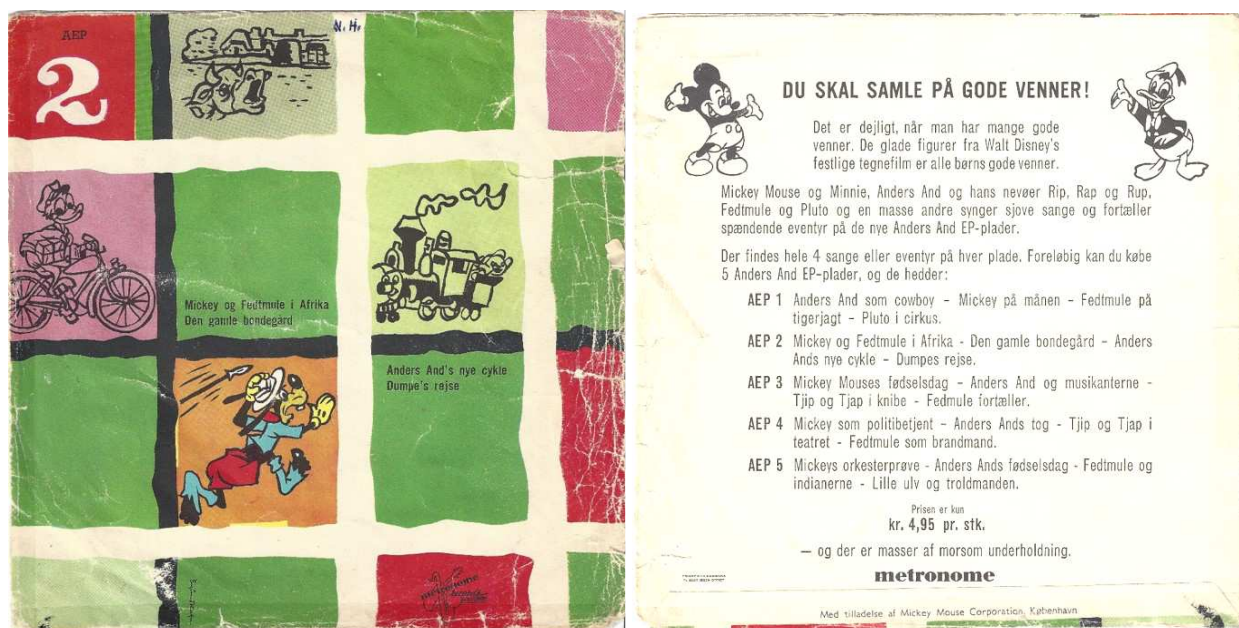 AEP
2
N. H.
Mickey og Fedtmule i Afrika
Den gamle bondegård
Anders And's nye cykle
Dumpe's rejse
metronome
records
DU SKAL SAMLE PÅ GODE VENNER!
Det er dejligt, når man har mange gode
venner. De glade figurer fra Walt Disney's
festlige tegnefilm er alle børns gode venner.
Mickey Mouse og Minnie, Anders And og hans nevøer Rip, Rap og Rup,
Fedtmule og Pluto og en masse andre synger sjove sange og fortæller
spændende eventyr på de nye Anders And EP-plader.
Der findes hele 4 sange eller eventyr på hver plade. Foreløbig kan du købe
5 Anders And EP-plader, og de hedder:
AEP 1 Anders And som cowboy - Mickey på månen - Fedtmule på
tigerjagt - Pluto i cirkus.
AEP 2 Mickey og Fedtmule i Afrika - Den gamle bondegård - Anders
Ands nye cykle - Dumpes rejse.
AEP 3 Mickey Mouses fødselsdag - Anders And og musikanterne -
Tjip og Tjap i knibe - Fedmule fortæller.
AEP 4 Mickey som politibetjent - Anders Ands tog - Tjip og Tjap i
teatret - Fedtmule som brandmand.
AEP 5 Mickeys orkesterprøve - Anders Ands fødselsdag - Fedtmule og
indianerne - Lille ulv og troldmanden.
Prisen er kun
kr. 4,95 pr. stk.
— og der er masser af morsom underholdning.
metronome
Med tilladelse af Mickey Mouse Corporation, København